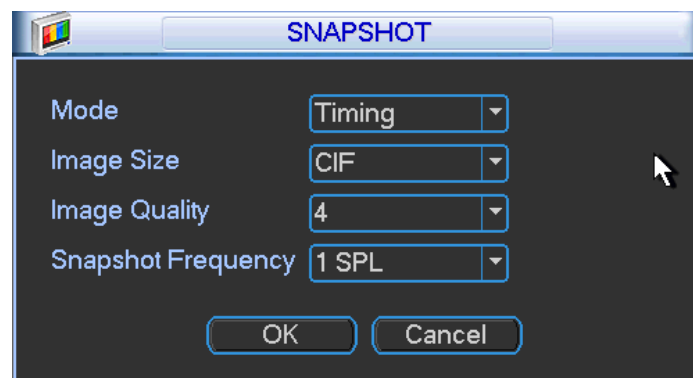 SNAPSHOT
Mode Timing
Image Size CIF
Image Quality 4
Snapshot Frequency 1 SPL
OK Cancel